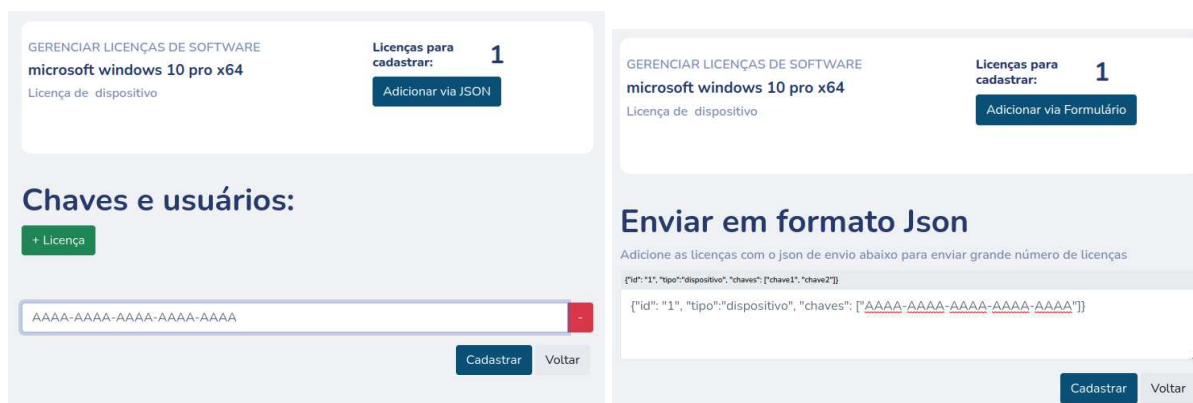 GERENCIAR LICENÇAS DE SOFTWARE
microsoft windows 10 pro x64
Licença de dispositivo
Licenças para
cadastrar:
1
Adicionar via JSON
Chaves e usuários:
+ Licença
AAAA-AAAA-AAAA-AAAA-AAAA
-
Cadastrar Voltar
GERENCIAR LICENÇAS DE SOFTWARE
microsoft windows 10 pro x64
Licença de dispositivo
Licenças para
cadastrar:
1
Adicionar via Formulário
Enviar em formato Json
Adicione as licenças com o json de envio abaixo para enviar grande número de licenças
{"id": "1", "tipo":"dispositivo", "chaves": ["chave1", "chave2"]}
{"id": "1", "tipo":"dispositivo", "chaves": ["AAAA-AAAA-AAAA-AAAA-AAAA"]}
Cadastrar Voltar